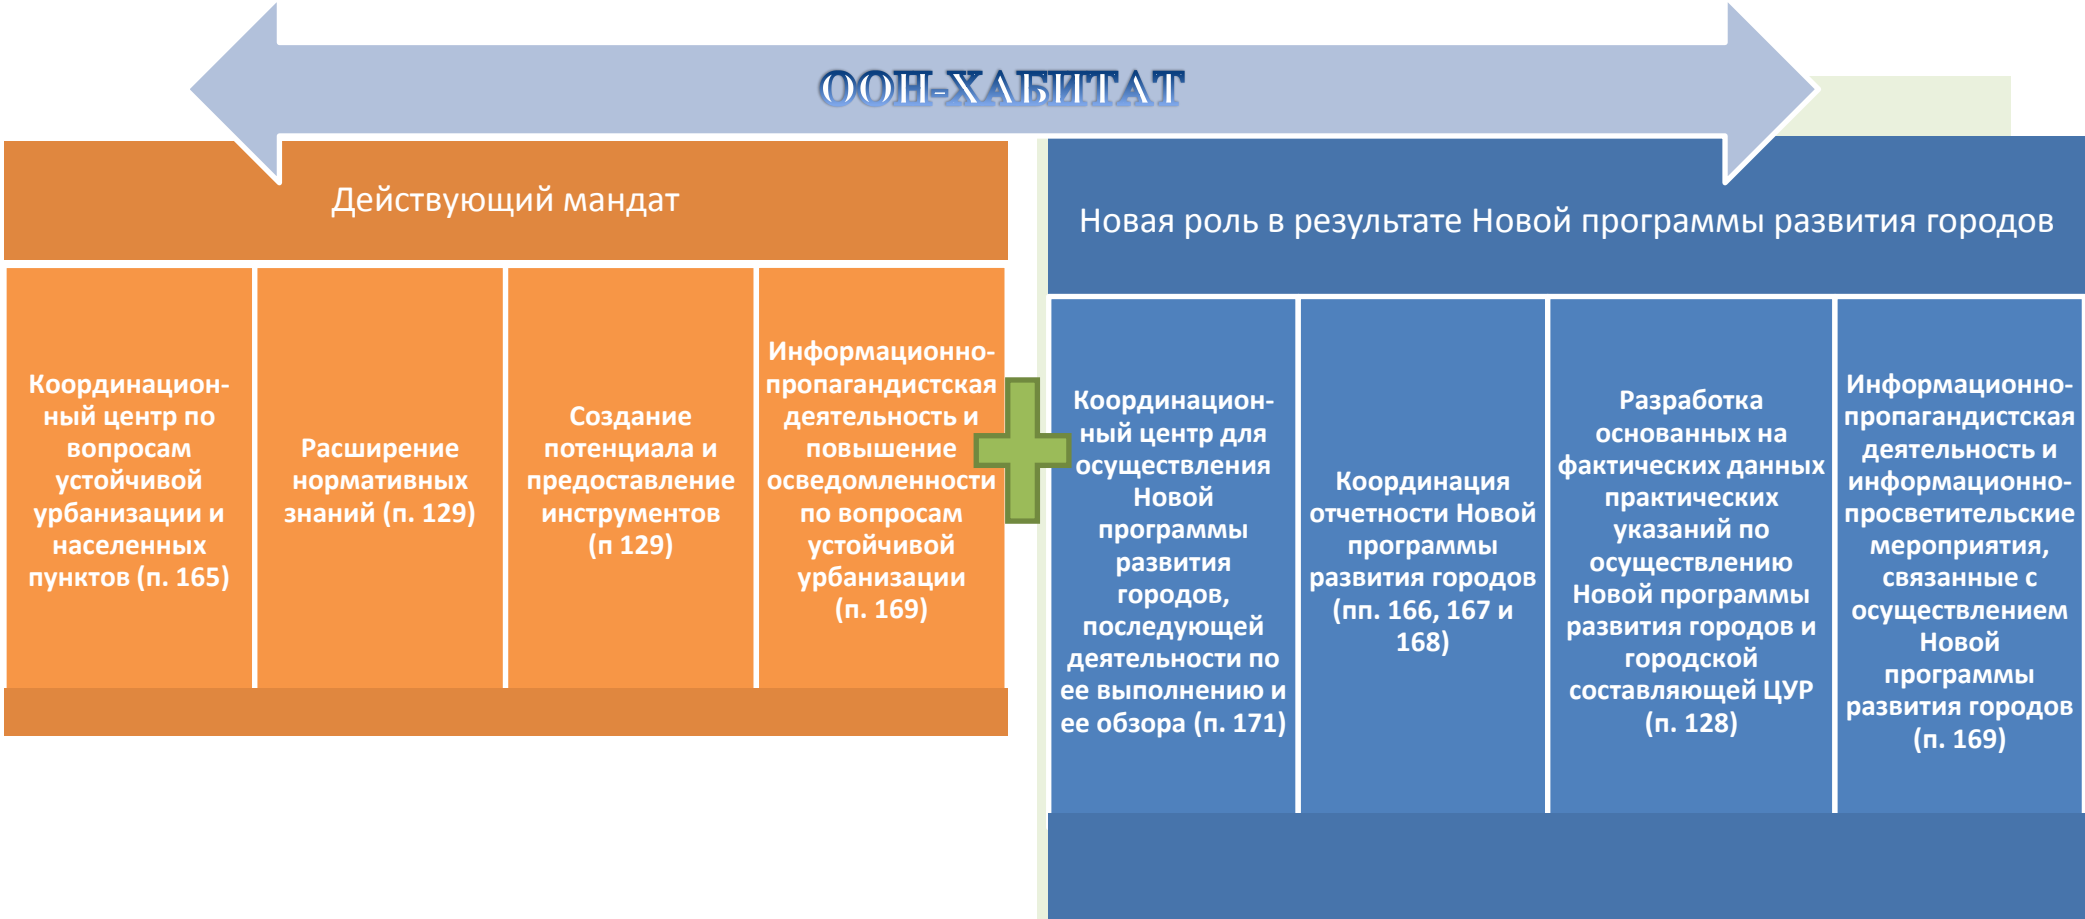 ООН-ХАБИТАТ
Действующий мандат
Координацион-
ный центр по
вопросам
устойчивой
урбанизации и
населенных
пунктов (п. 165)
Расширение
нормативных
знаний (п. 129)
Создание
потенциала и
предоставление
инструментов
(п 129)
Информационно-
пропагандистская
деятельность и
повышение
осведомленности
по вопросам
устойчивой
урбанизации
(п. 169)
Новая роль в результате Новой программы развития городов
Координацион-
ный центр для
осуществления
Новой
программы
развития
городов,
последующей
деятельности по
ее выполнению и
ее обзора (п. 171)
Координация
отчетности Новой
программы
развития городов
(пп. 166, 167 и
168)
Разработка
основанных на
фактических данных
практических
указаний по
осуществлению
Новой программы
развития городов и
городской
составляющей ЦУР
(п. 128)
Информационно-
пропагандистская
деятельность и
информационно-
просветительские
мероприятия,
связанные с
осуществлением
Новой
программы
развития городов
(п. 169)